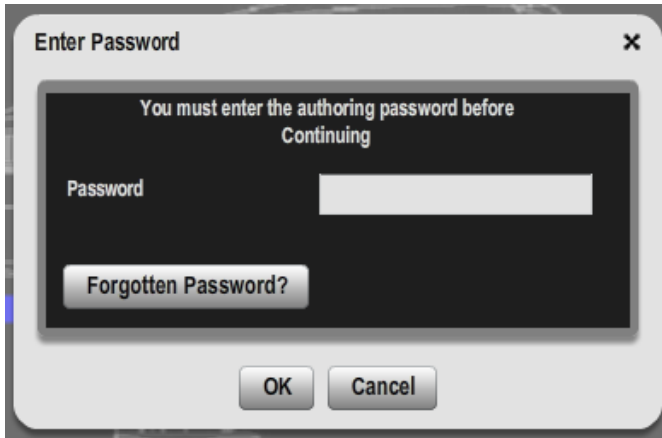 Enter Password
You must enter the authoring password before
Continuing
Password
Forgotten Password?
OK
Cancel